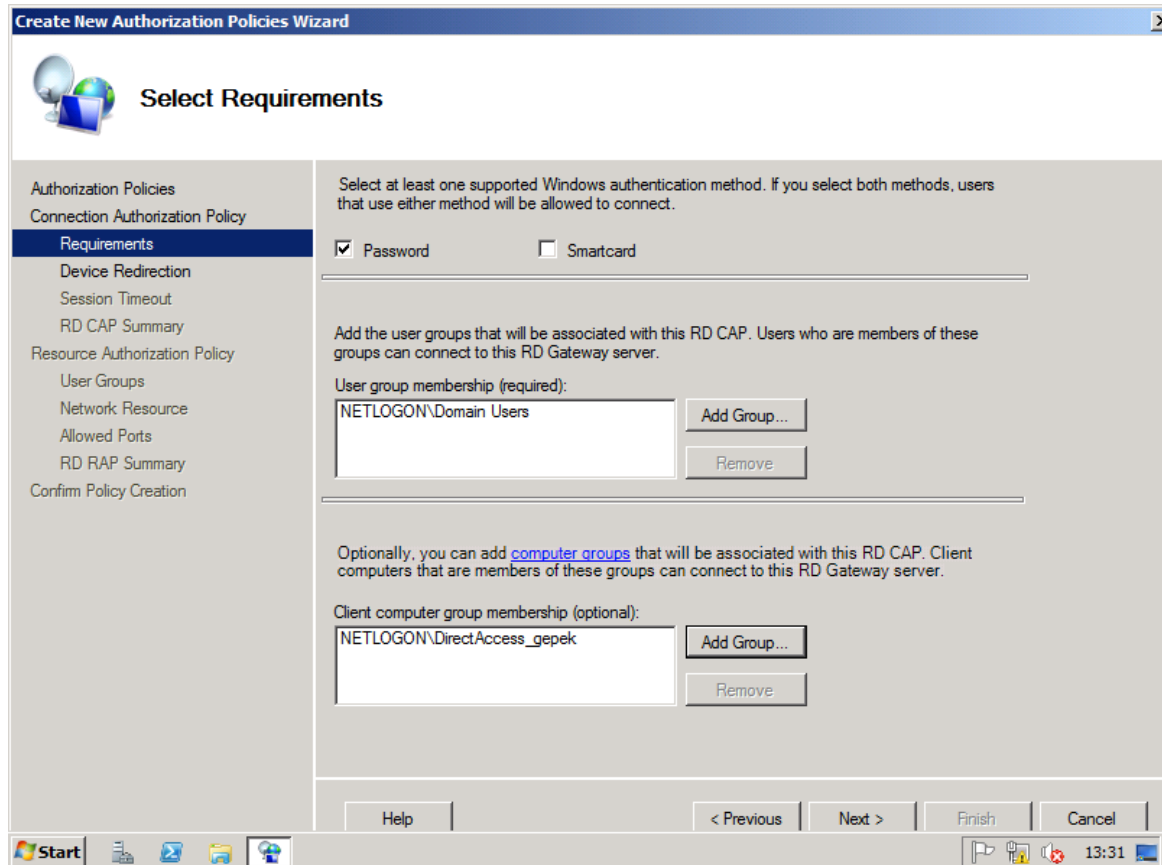 Create New Authorization Policies Wizard
Select Requirements
Authorization Policies
Connection Authorization Policy
Requirements
Device Redirection
Session Timeout
RD CAP Summary
Resource Authorization Policy
User Groups
Network Resource
Allowed Ports
RD RAP Summary
Confirm Policy Creation
Select at least one supported Windows authentication method. If you select both methods, users
that use either method will be allowed to connect.
Password
Smartcard
Add the user groups that will be associated with this RD CAP. Users who are members of these
groups can connect to this RD Gateway server.
User group membership (required):
NETLOGON\Domain Users
Add Group...
Remove
Optionally, you can add computer groups that will be associated with this RD CAP. Client
computers that are members of these groups can connect to this RD Gateway server.
Client computer group membership (optional):
NETLOGON\DirectAccess_gepek
Add Group...
Remove
Help
< Previous
Next >
Finish
Cancel
Start
13:31